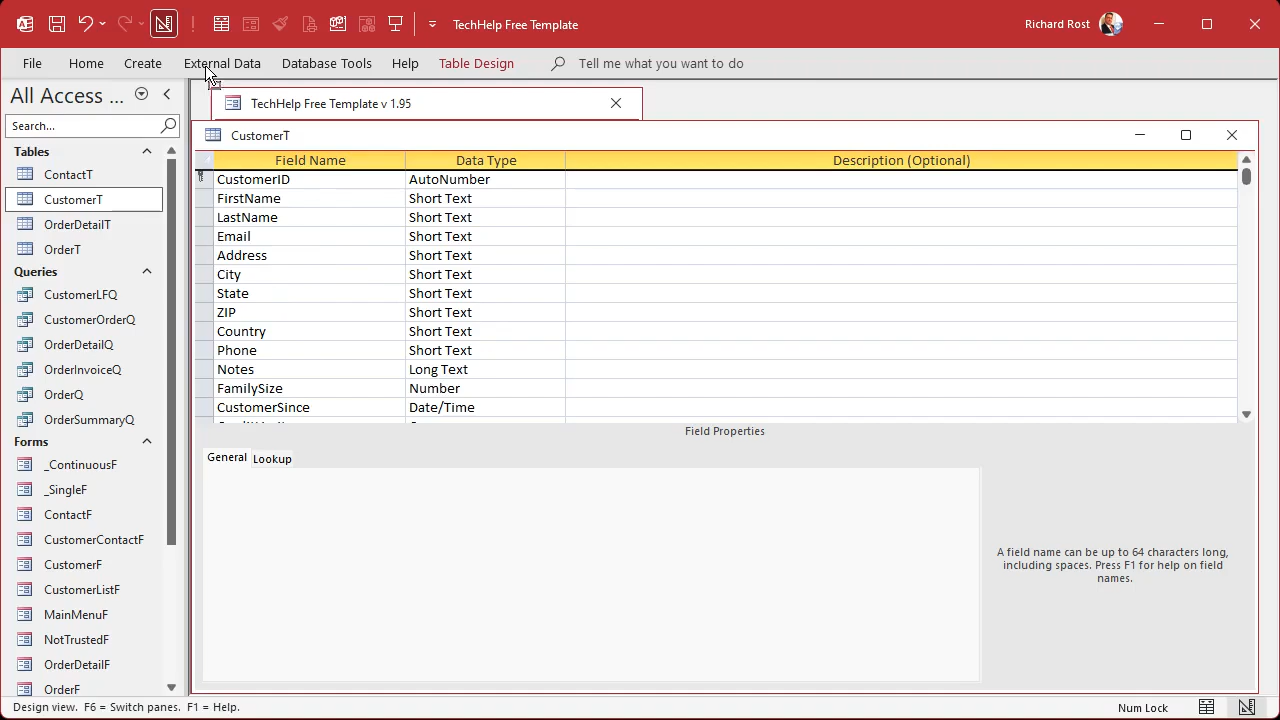 TechHelp Free Template
Richard Rost
File
Home
Create
External Data
Database Tools
Help
Table Design
Tell me what you want to do
All Access ...
Search...
Tables
ContactT
CustomerT
OrderDetailT
OrderT
Queries
CustomerLFQ
CustomerOrderQ
OrderDetailQ
OrderInvoiceQ
OrderQ
OrderSummaryQ
Forms
_ContinuousF
_SingleF
ContactF
CustomerContactF
CustomerF
CustomerListF
MainMenuF
NotTrustedF
OrderDetailF
OrderF
TechHelp Free Template v 1.95
CustomerT
Field Name Data Type Description (Optional)
CustomerID AutoNumber
FirstName Short Text
LastName Short Text
Email Short Text
Address Short Text
City Short Text
State Short Text
ZIP Short Text
Country Short Text
Phone Short Text
Notes Long Text
FamilySize Number
CustomerSince Date/Time
Field Properties
General Lookup
A field name can be up to 64 characters long,
including spaces. Press F1 for help on field
names.
Design view. F6 = Switch panes. F1 = Help.
Num Lock